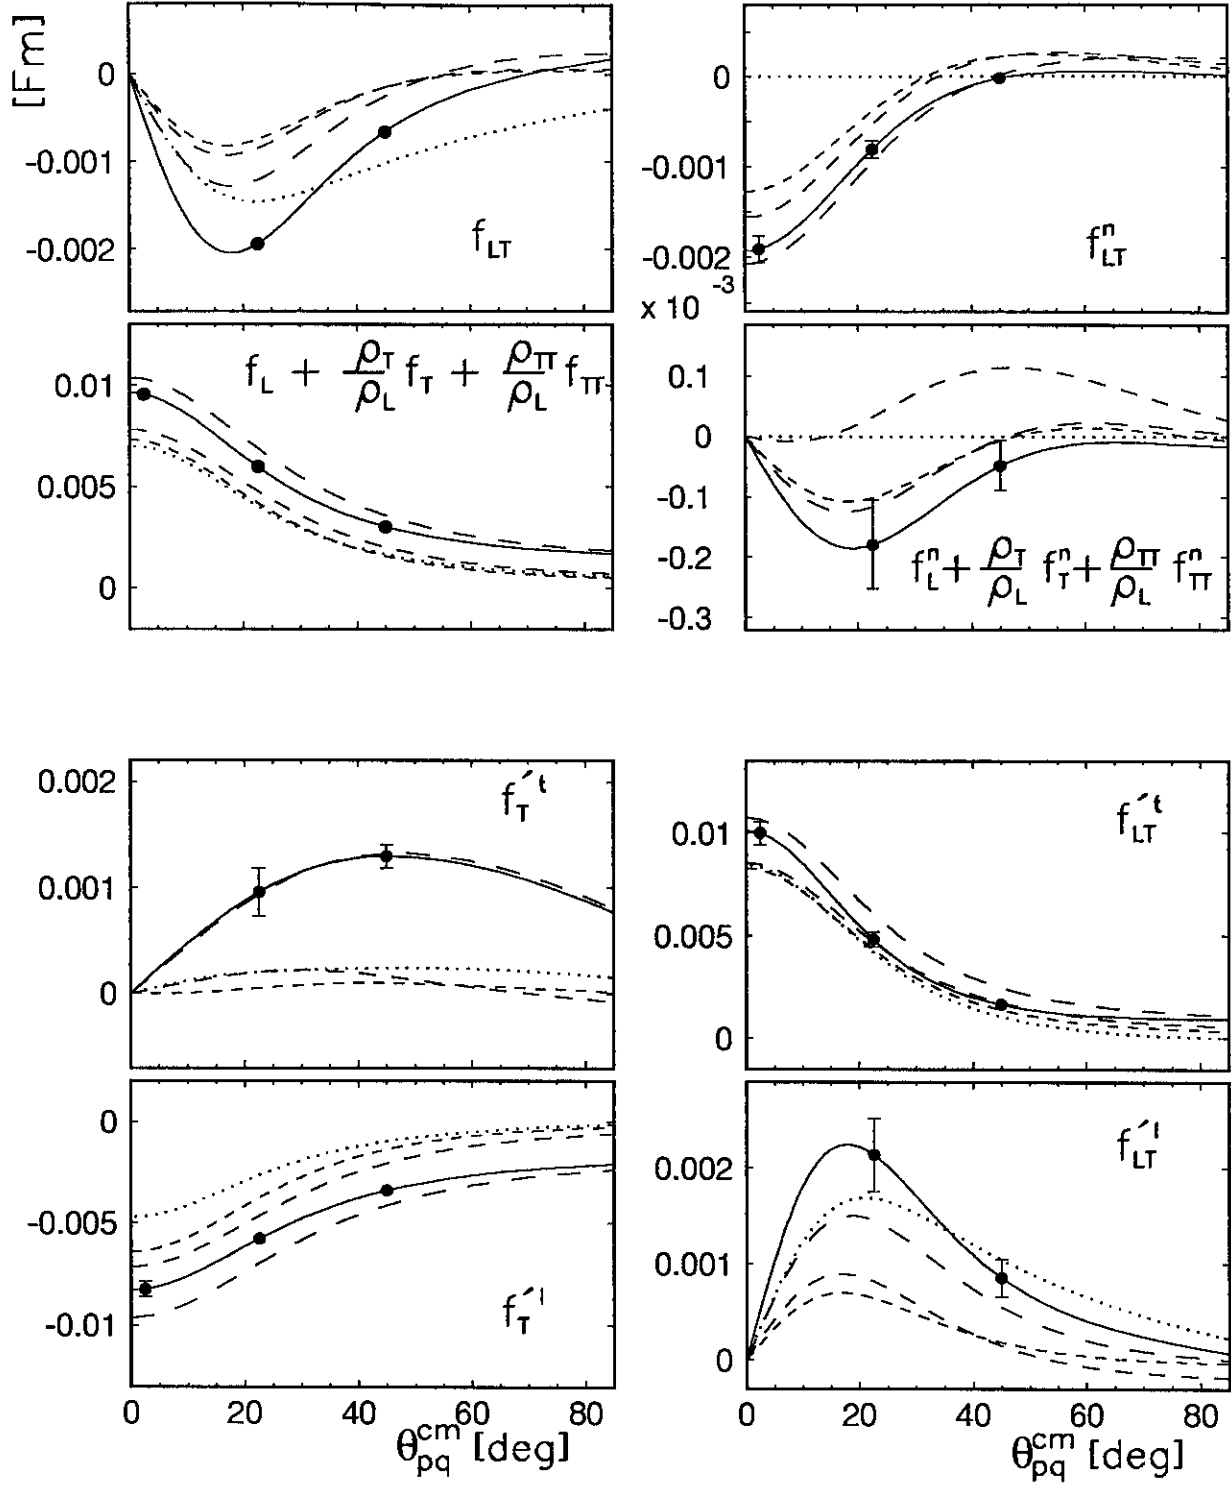 [Fm]
0
-0.001
-0.002
f_LT
0
-0.001
-0.002
x 10^-3
f^n_LT
0.01
0.005
0
f_L + ρ_T/ρ_L f_T + ρ_TT/ρ_L f_TT
0.1
0
-0.1
-0.2
-0.3
f^n_L + ρ_T/ρ_L f^n_T + ρ_TT/ρ_L f^n_TT
0.002
0.001
0
f_T^'t
0.01
0.005
0
f_LT^'t
0
-0.005
-0.01
f_T^'l
0 20 40 60 80
θ^cm_pq [deg]
0.002
0.001
0
f_LT^'l
0 20 40 60 80
θ^cm_pq [deg]